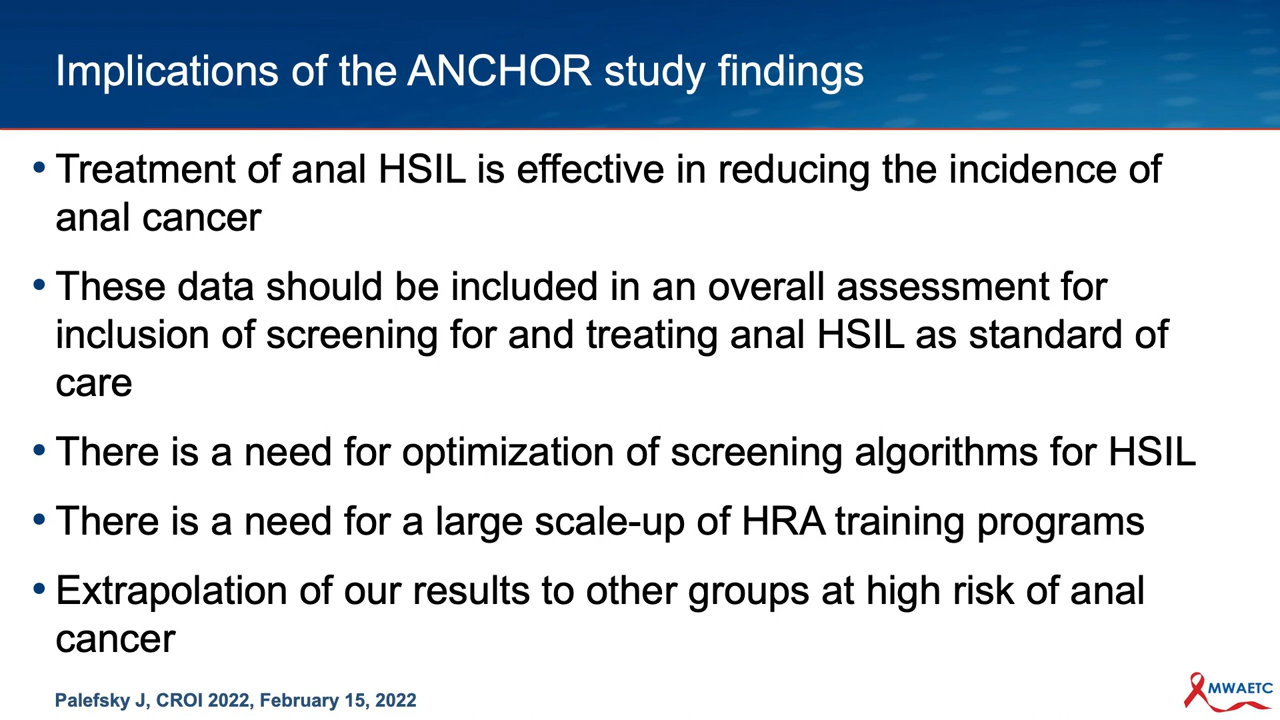 Implications of the ANCHOR study findings
• Treatment of anal HSIL is effective in reducing the incidence of
anal cancer
• These data should be included in an overall assessment for
inclusion of screening for and treating anal HSIL as standard of
care
• There is a need for optimization of screening algorithms for HSIL
• There is a need for a large scale-up of HRA training programs
• Extrapolation of our results to other groups at high risk of anal
cancer
Palefsky J, CROI 2022, February 15, 2022
MWAETC